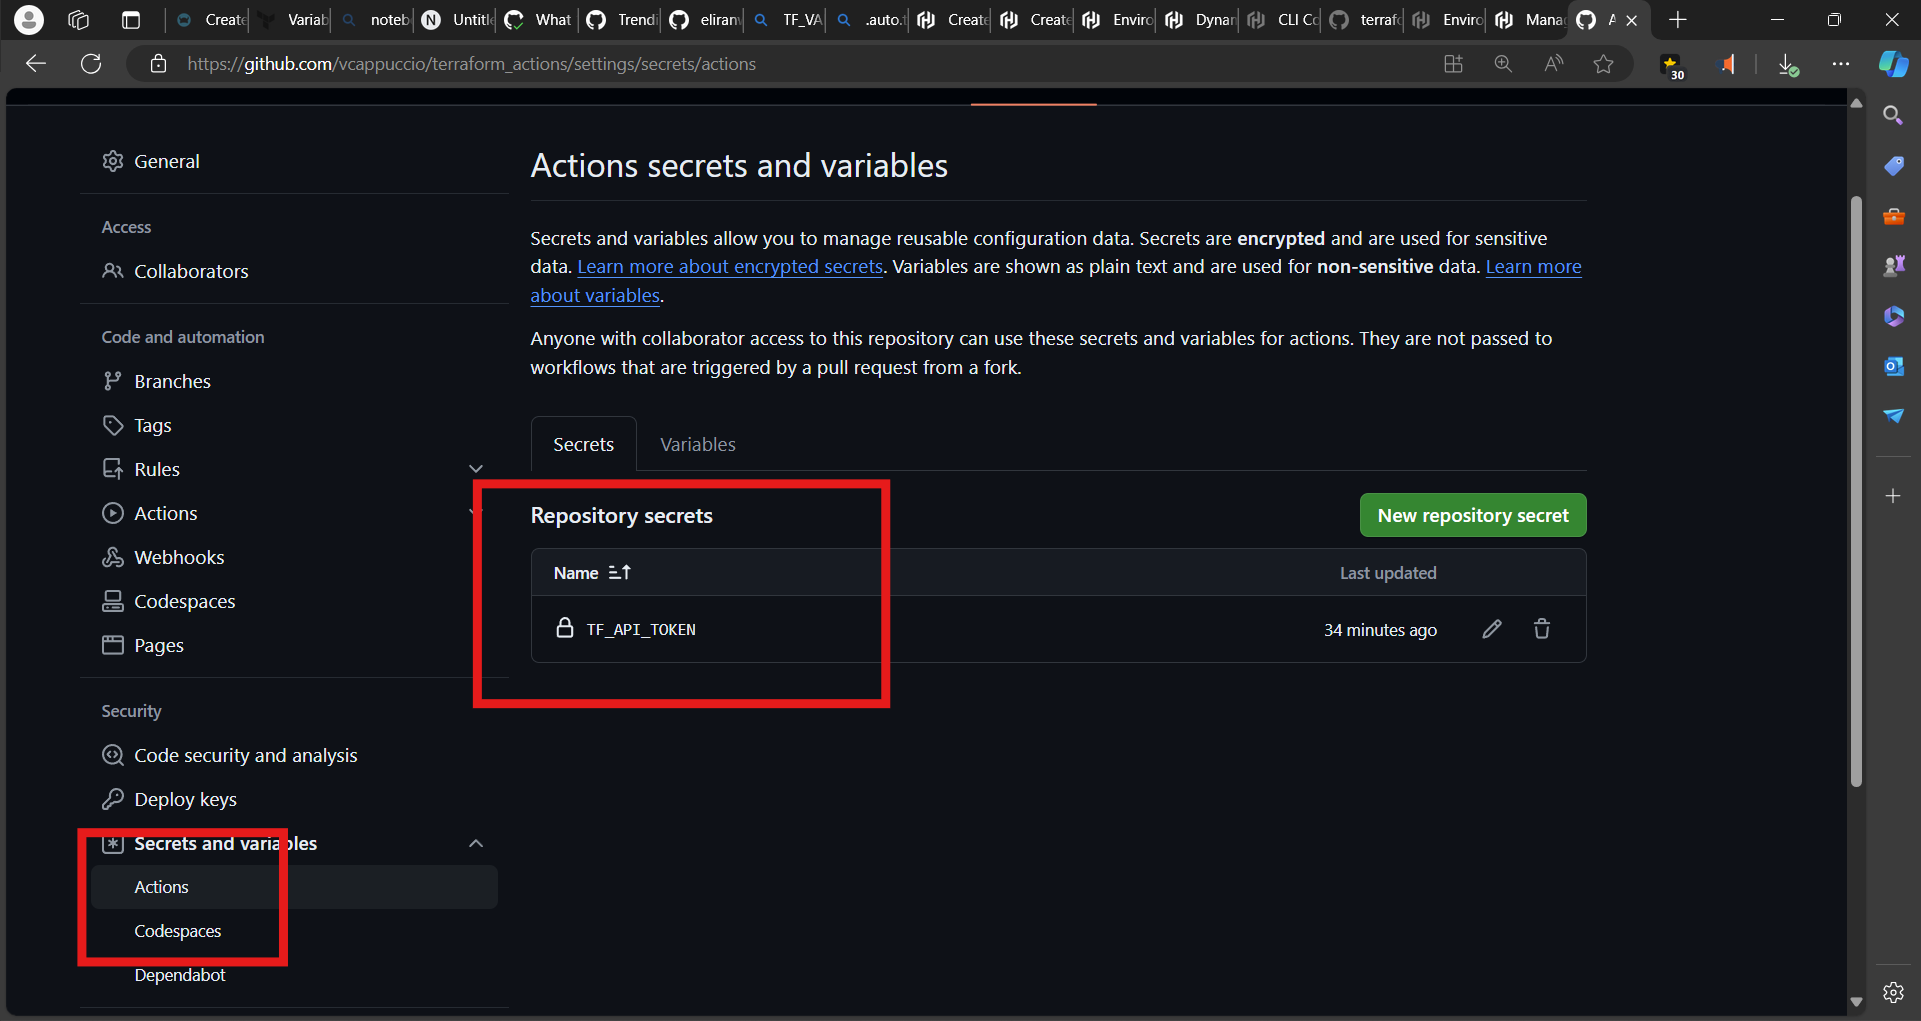 Create
Variab
noteb
Untitle
What
Trendi
eliranv
TF_VA
.auto.t
Create
Create
Enviro
Dynan
CLI Co
terrafo
Enviro
Manag
https://github.com/vcappuccio/terraform_actions/settings/secrets/actions
30
General
Access
Collaborators
Code and automation
Branches
Tags
Rules
Actions
Webhooks
Codespaces
Pages
Security
Code security and analysis
Deploy keys
Secrets and variables
Actions
Codespaces
Dependabot
Actions secrets and variables
Secrets and variables allow you to manage reusable configuration data. Secrets are encrypted and are used for sensitive
data. Learn more about encrypted secrets. Variables are shown as plain text and are used for non-sensitive data. Learn more
about variables.
Anyone with collaborator access to this repository can use these secrets and variables for actions. They are not passed to
workflows that are triggered by a pull request from a fork.
Secrets Variables
Repository secrets
New repository secret
Name Last updated
TF_API_TOKEN 34 minutes ago